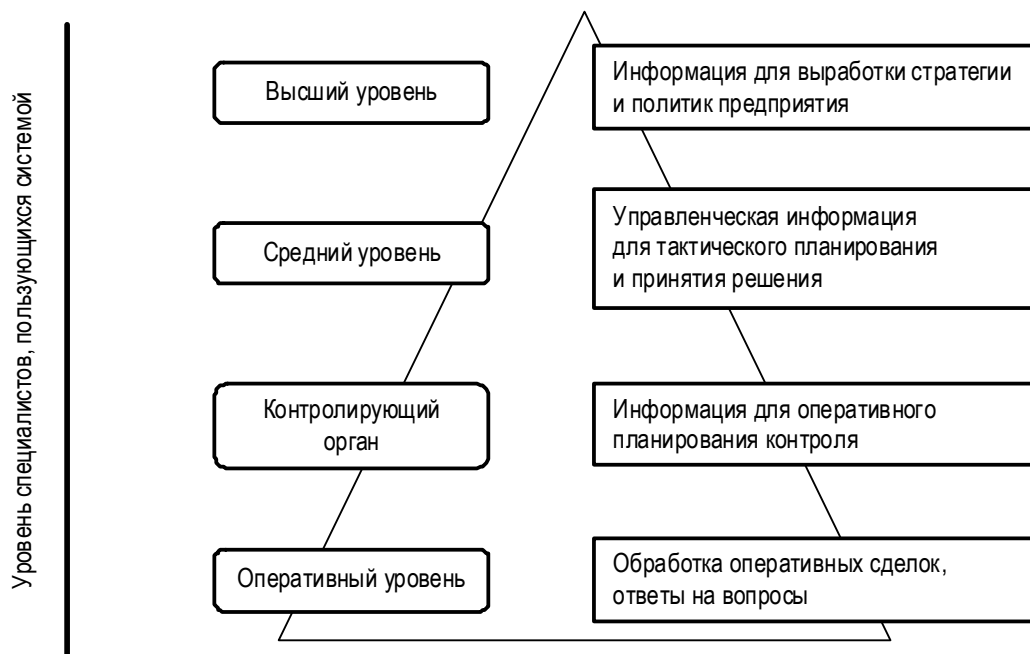 Уровень специалистов, пользующихся системой
Высший уровень
Информация для выработки стратегии
и политик предприятия
Средний уровень
Управленческая информация
для тактического планирования
и принятия решения
Контролирующий
орган
Информация для оперативного
планирования контроля
Оперативный уровень
Обработка оперативных сделок,
ответы на вопросы